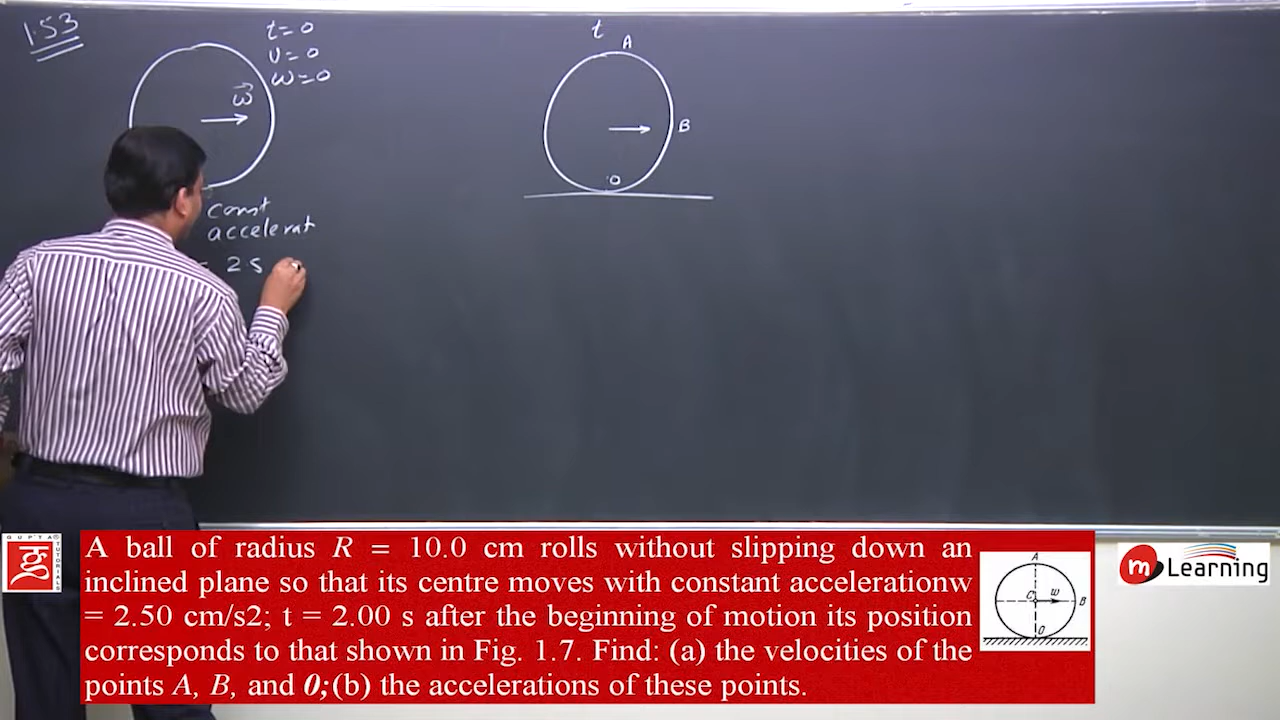 1.53
t = 0
v = 0
ω = 0
w
const
accelerat
= 2.5
t
A
B
O
GUPTA TUTORIALS
A ball of radius R = 10.0 cm rolls without slipping down an
inclined plane so that its centre moves with constant accelerationw
= 2.50 cm/s2; t = 2.00 s after the beginning of motion its position
corresponds to that shown in Fig. 1.7. Find: (a) the velocities of the
points A, B, and 0;(b) the accelerations of these points.
A
C w B
O
m Learning